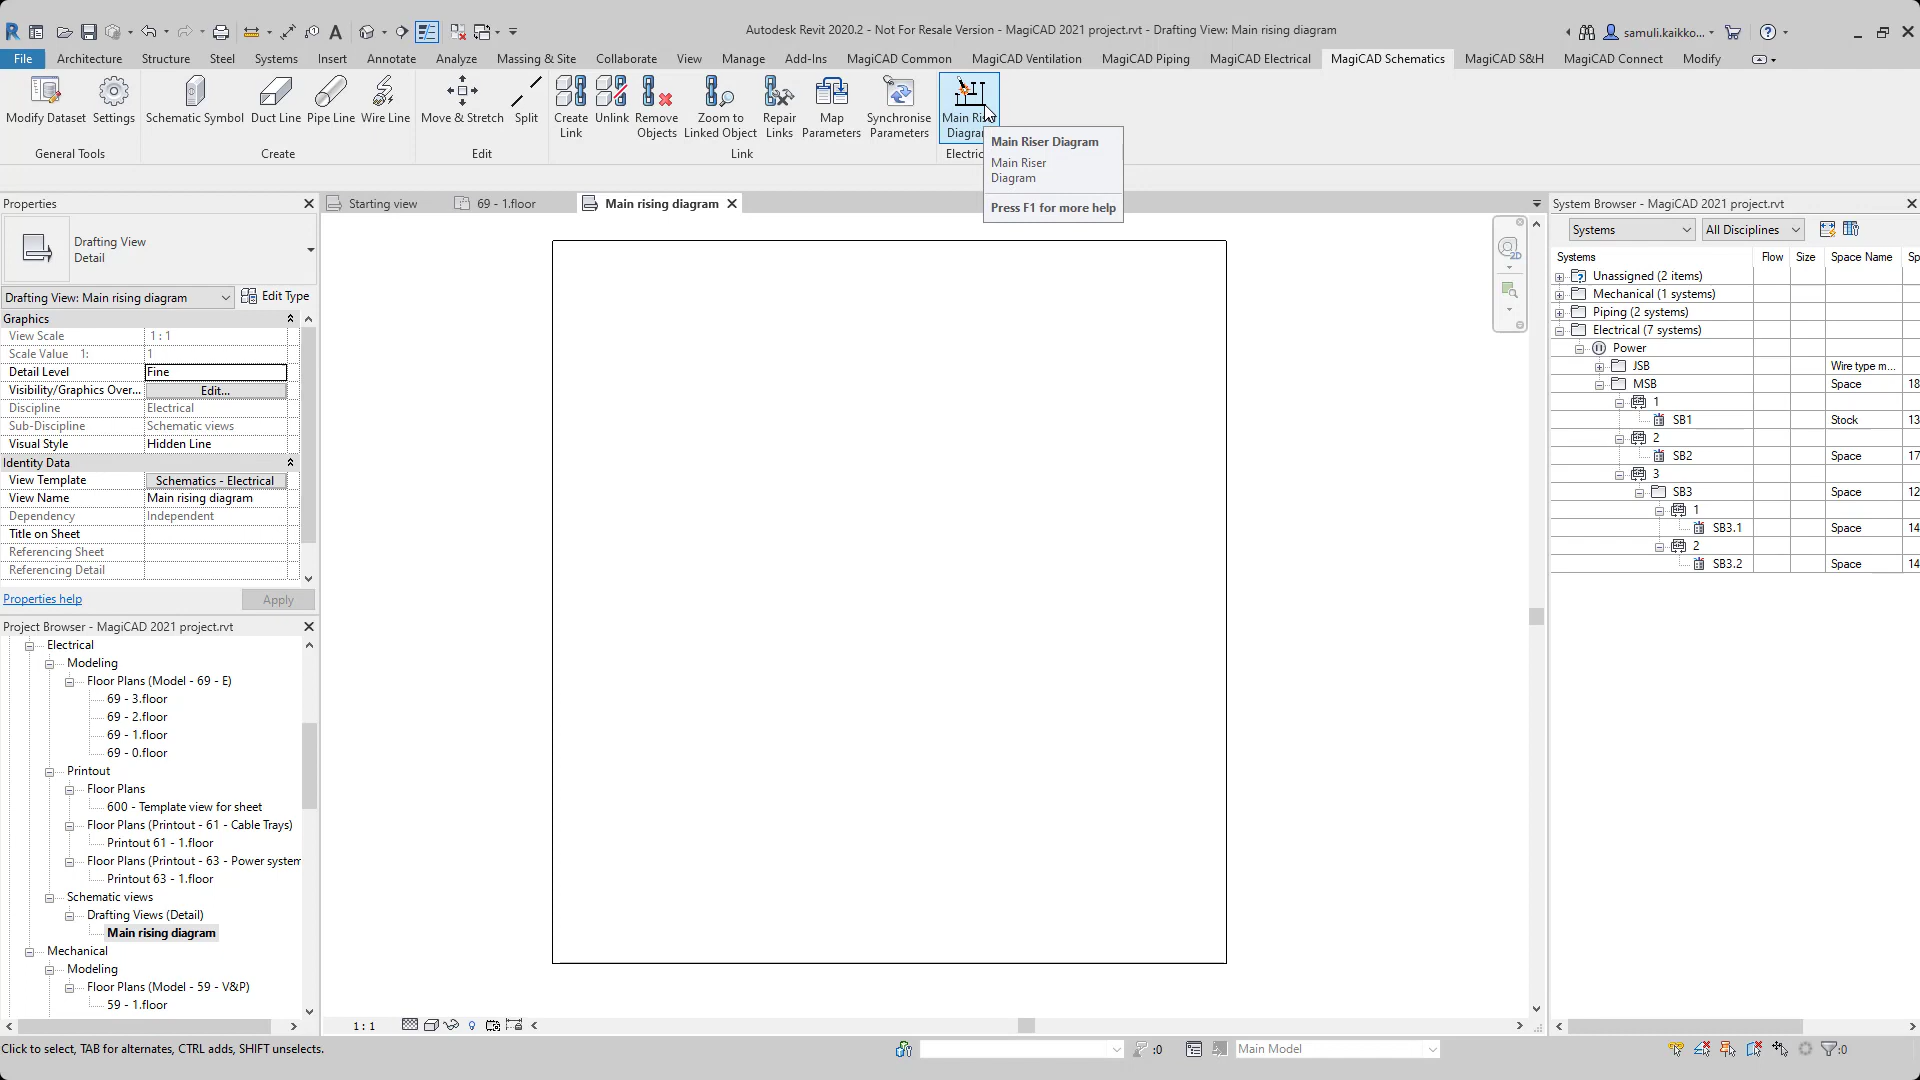 Autodesk Revit 2020.2 - Not For Resale Version - MagiCAD 2021 project.rvt - Drafting View: Main rising diagram
samuli.kaikko...
File Architecture Structure Steel Systems Insert Annotate Analyze Massing & Site Collaborate View Manage Add-Ins MagiCAD Common MagiCAD Ventilation MagiCAD Piping MagiCAD Electrical MagiCAD Schematics MagiCAD S&H MagiCAD Connect Modify
Modify Dataset Settings Schematic Symbol Duct Line Pipe Line Wire Line Move & Stretch Split
Create Link
Unlink
Remove Objects
Zoom to Linked Object
Repair Links
Map Parameters
Synchronise Parameters
Main Ris
Diagran
General Tools Create Edit Link Electric
Main Riser Diagram
Main Riser
Diagram
Press F1 for more help
Properties
Starting view
69 - 1.floor
Main rising diagram
Drafting View
Detail
Drafting View: Main rising diagram
Edit Type
Graphics
View Scale 1 : 1
Scale Value 1: 1
Detail Level Fine
Visibility/Graphics Over... Edit...
Discipline Electrical
Sub-Discipline Schematic views
Visual Style Hidden Line
Identity Data
View Template Schematics - Electrical
View Name Main rising diagram
Dependency Independent
Title on Sheet
Referencing Sheet
Referencing Detail
Properties help
Apply
Project Browser - MagiCAD 2021 project.rvt
Electrical
Modeling
Floor Plans (Model - 69 - E)
69 - 3.floor
69 - 2.floor
69 - 1.floor
69 - 0.floor
Printout
Floor Plans
600 - Template view for sheet
Floor Plans (Printout - 61 - Cable Trays)
Printout 61 - 1.floor
Floor Plans (Printout - 63 - Power system
Printout 63 - 1.floor
Schematic views
Drafting Views (Detail)
Main rising diagram
Mechanical
Modeling
Floor Plans (Model - 59 - V&P)
59 - 1.floor
2D
System Browser - MagiCAD 2021 project.rvt
Systems
All Disciplines
Systems Flow Size Space Name Sp
Unassigned (2 items)
Mechanical (1 systems)
Piping (2 systems)
Electrical (7 systems)
Power
JSB Wire type m...
MSB Space 18
1
SB1 Stock 13
2
SB2 Space 17
3
SB3 Space 12
1
SB3.1 Space 14
2
SB3.2 Space 14
1 : 1
Click to select, TAB for alternates, CTRL adds, SHIFT unselects.
:0
Main Model
:0